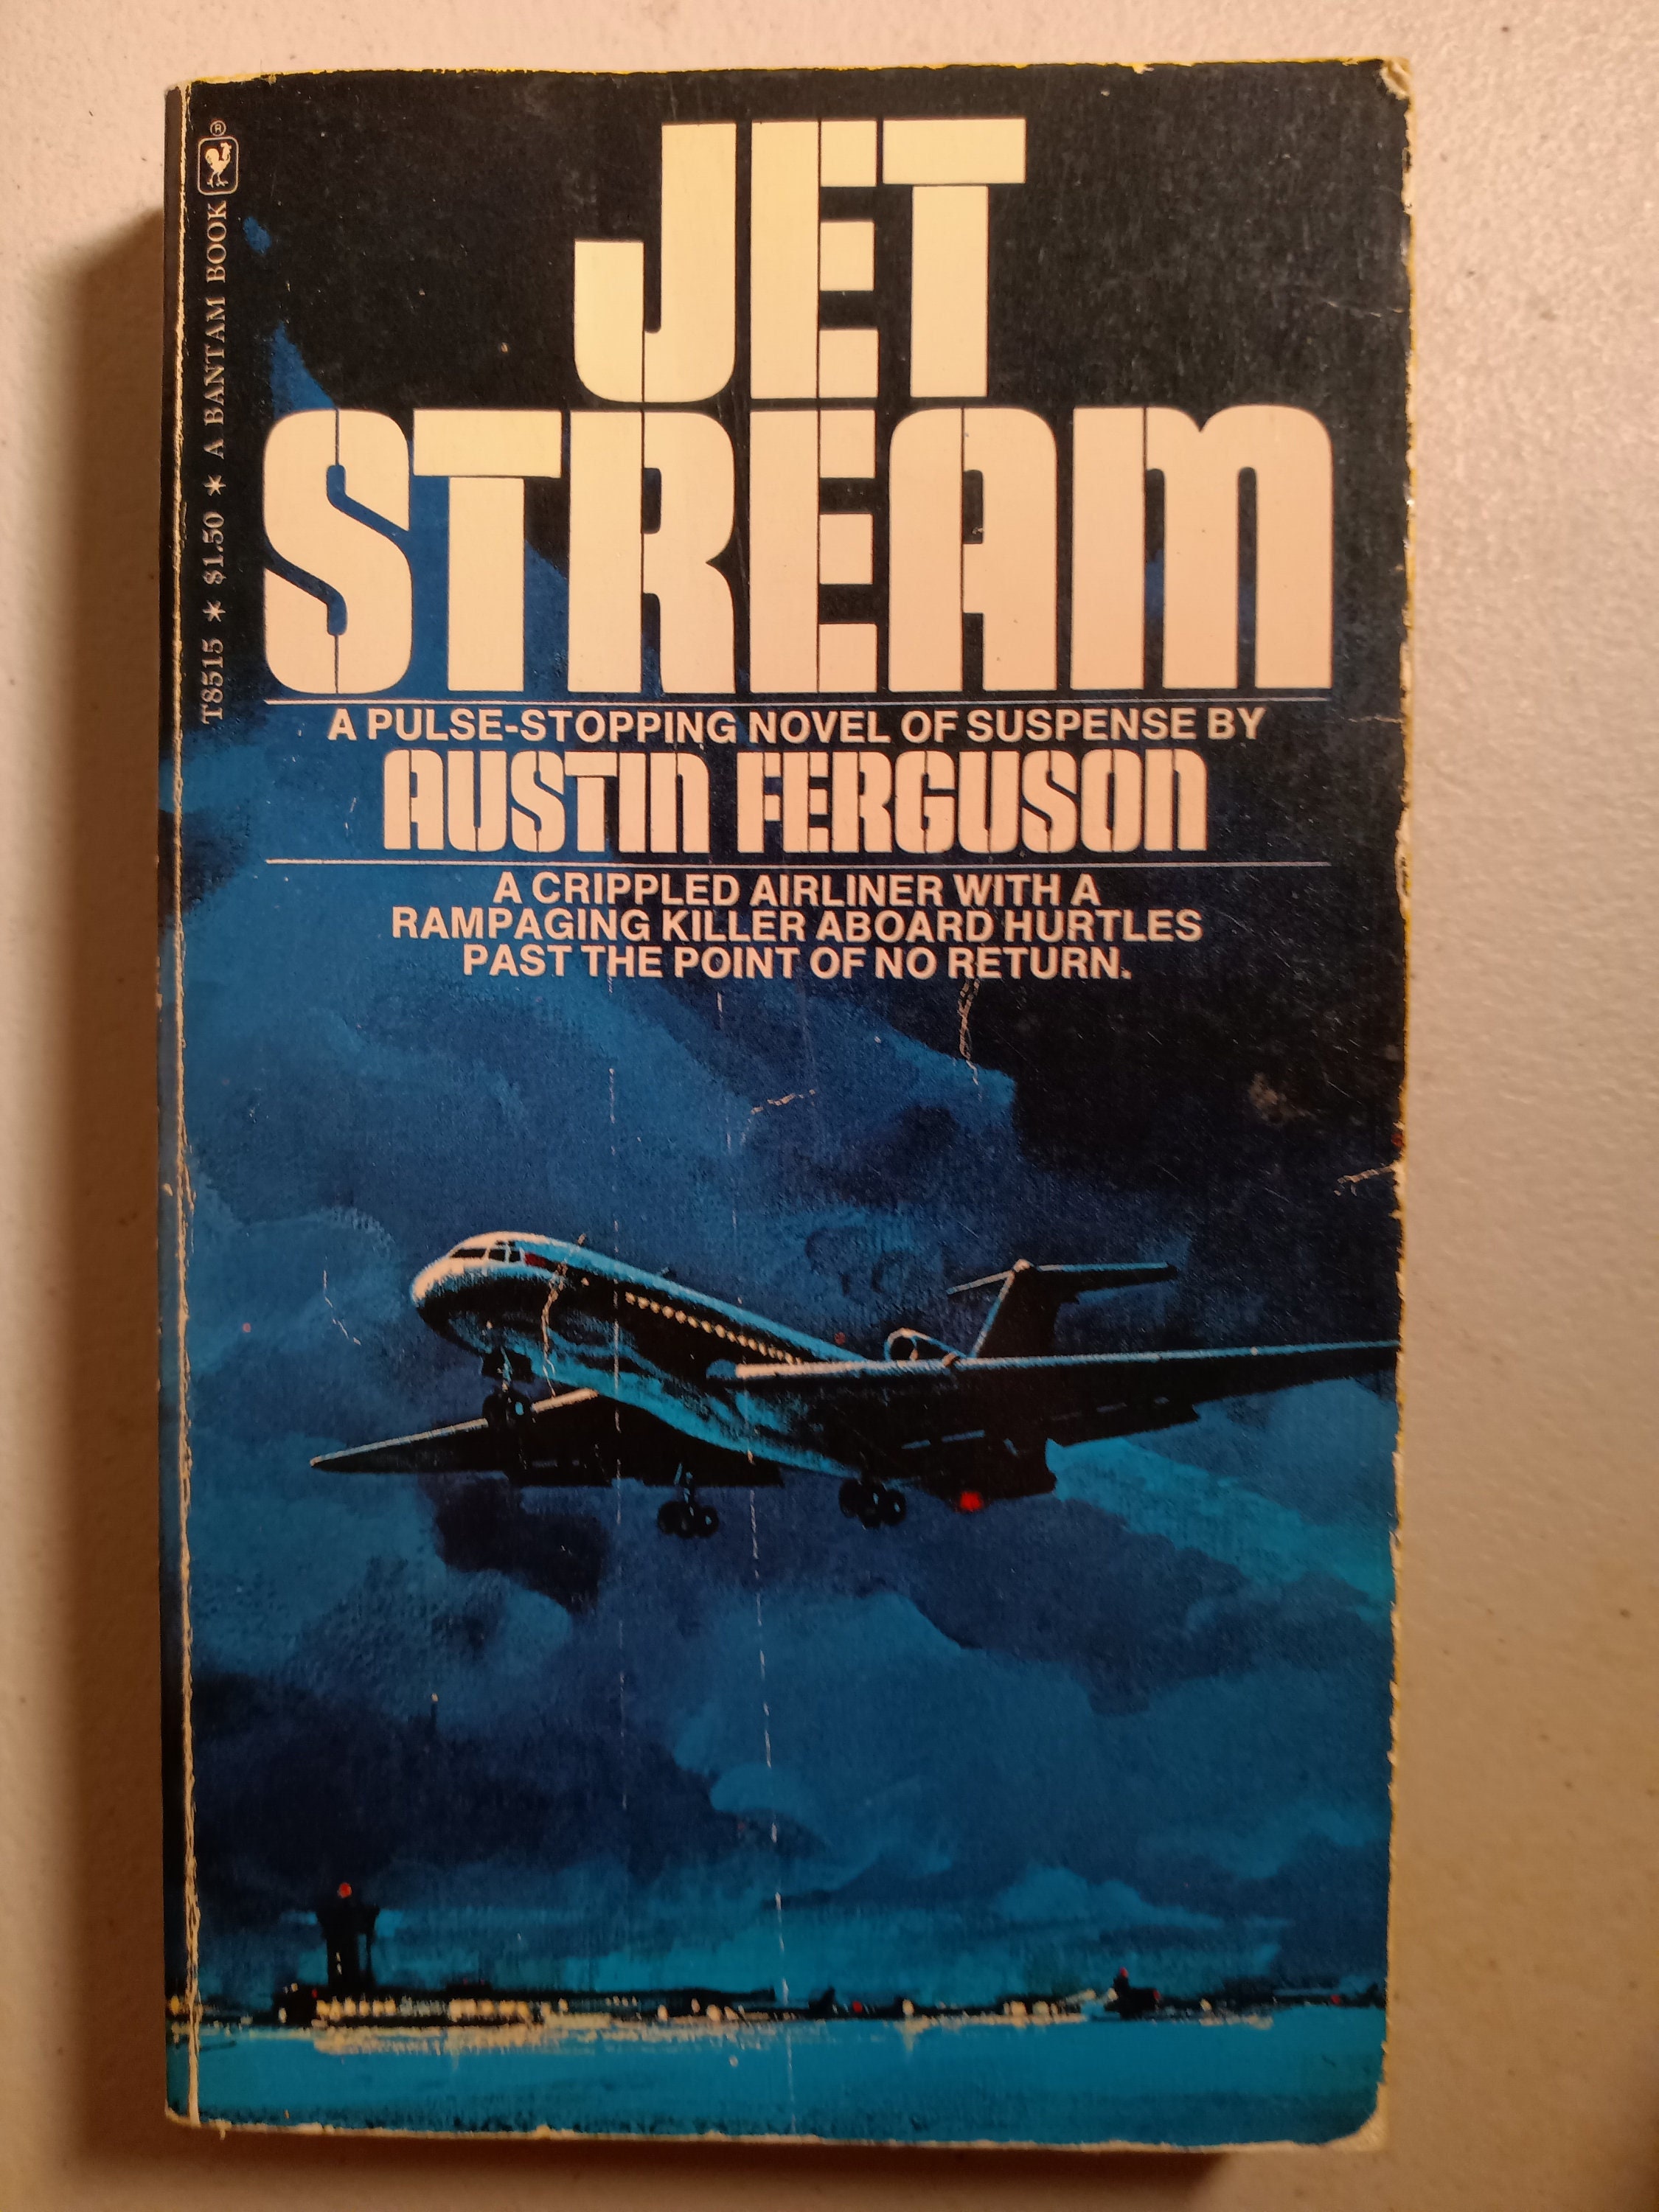 JET
STREAM
A PULSE-STOPPING NOVEL OF SUSPENSE BY
AUSTIN FERGUSON
A CRIPPLED AIRLINER WITH A
RAMPAGING KILLER ABOARD HURTLES
PAST THE POINT OF NO RETURN.
T8515 * $1.50 * A BANTAM BOOK ®